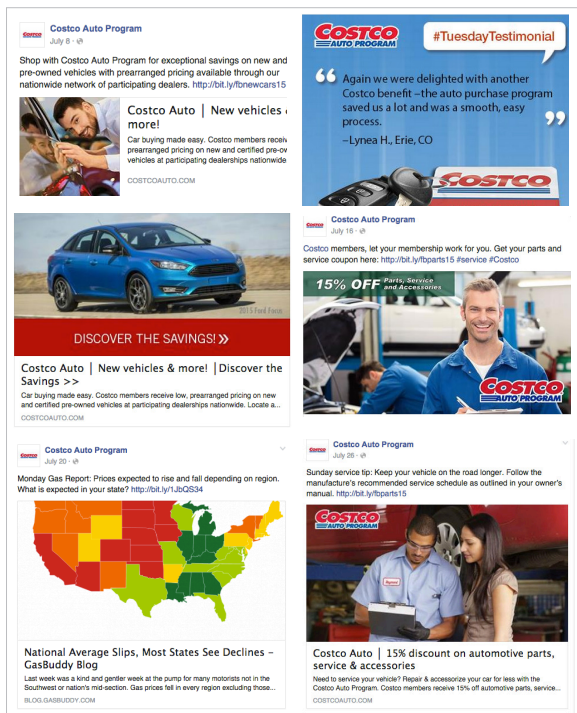 Costco Auto Program
July 8
Shop with Costco Auto Program for exceptional savings on new and
pre-owned vehicles with prearranged pricing available through our
nationwide network of participating dealers. http://bit.ly/fbnewcars15
Costco Auto | New vehicles
more!
Car buying made easy. Costco members
prearranged pricing on new and certified
vehicles at participating dealerships nationwide
COSTCOAUTO.COM
2015 Ford Focus
DISCOVER THE SAVINGS! »
Costco Auto | New vehicles & more! |Discover the
Savings >>
Car buying made easy. Costco members receive low, prearranged pricing on new
and certified pre-owned vehicles at participating dealerships nationwide. Locate a...
COSTCOAUTO.COM
COSTCO
AUTO PROGRAM
#TuesdayTestimonial
“ Again we were delighted with another
Costco benefit –the auto purchase program
saved us a lot and was a smooth, easy
process. ”
–Lynea H., Erie, CO
COSTCO
Costco Auto Program
July 16
Costco members, let your membership work for you. Get your parts and
service coupon here: http://bit.ly/fbparts15 #service #Costco
15% OFF Parts, Service
and Accessories
COSTCO
AUTO PROGRAM
Costco Auto Program
July 20
Monday Gas Report: Prices expected to rise and fall depending on region.
What is expected in your state? http://bit.ly/1JbQS34
National Average Slips, Most States See Declines –
GasBuddy Blog
Last week was a kind and gentler week at the pump for many motorists not in the
Southwest or nation's mid-section. Gas prices fell in every region excluding those...
BLOG.GASBUDDY.COM
Costco Auto Program
July 26
Sunday service tip: Keep your vehicle on the road longer. Follow the
manufacture's recommended service schedule as outlined in your owner's
manual. http://bit.ly/fbparts15
COSTCO
AUTO PROGRAM
Costco Auto | 15% discount on automotive parts,
service & accessories
Need to service your vehicle? Repair & accessorize your car for less with the
Costco Auto Program. Costco members receive 15% off automotive parts, service...
COSTCOAUTO.COM